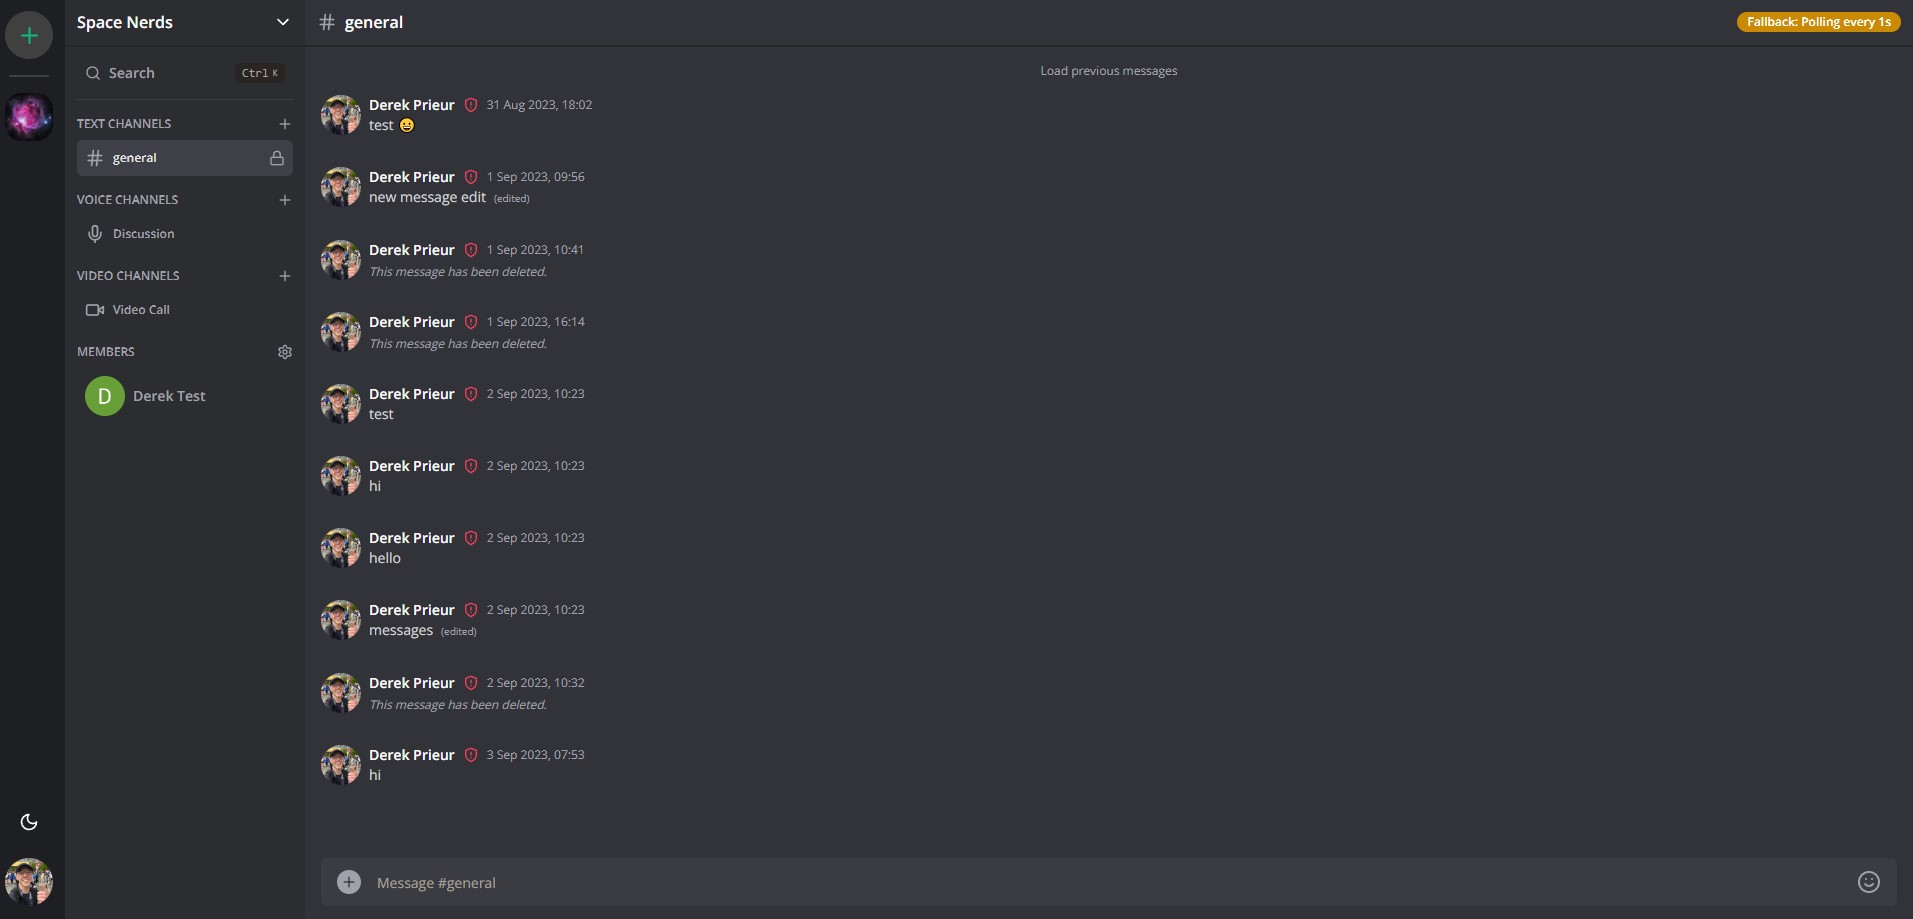 Space Nerds
Search
Ctrl K
TEXT CHANNELS
general
VOICE CHANNELS
Discussion
VIDEO CHANNELS
Video Call
MEMBERS
D
Derek Test
# general
Fallback: Polling every 1s
Load previous messages
Derek Prieur 31 Aug 2023, 18:02
test 😀
Derek Prieur 1 Sep 2023, 09:56
new message edit (edited)
Derek Prieur 1 Sep 2023, 10:41
This message has been deleted.
Derek Prieur 1 Sep 2023, 16:14
This message has been deleted.
Derek Prieur 2 Sep 2023, 10:23
test
Derek Prieur 2 Sep 2023, 10:23
hi
Derek Prieur 2 Sep 2023, 10:23
hello
Derek Prieur 2 Sep 2023, 10:23
messages (edited)
Derek Prieur 2 Sep 2023, 10:32
This message has been deleted.
Derek Prieur 3 Sep 2023, 07:53
hi
Message #general